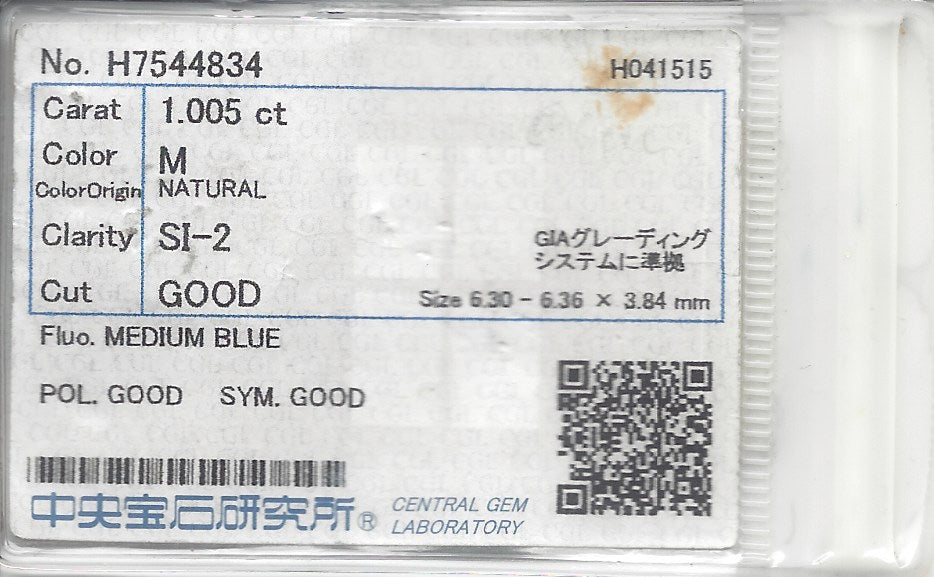 No. H7544834 H041515
Carat 1.005 ct
Color M
ColorOrigin NATURAL
Clarity SI-2
GIAグレーディング
システムに準拠
Cut GOOD Size 6.30 - 6.36 × 3.84 mm
Fluo. MEDIUM BLUE
POL. GOOD SYM. GOOD
中央宝石研究所® CENTRAL GEM
LABORATORY